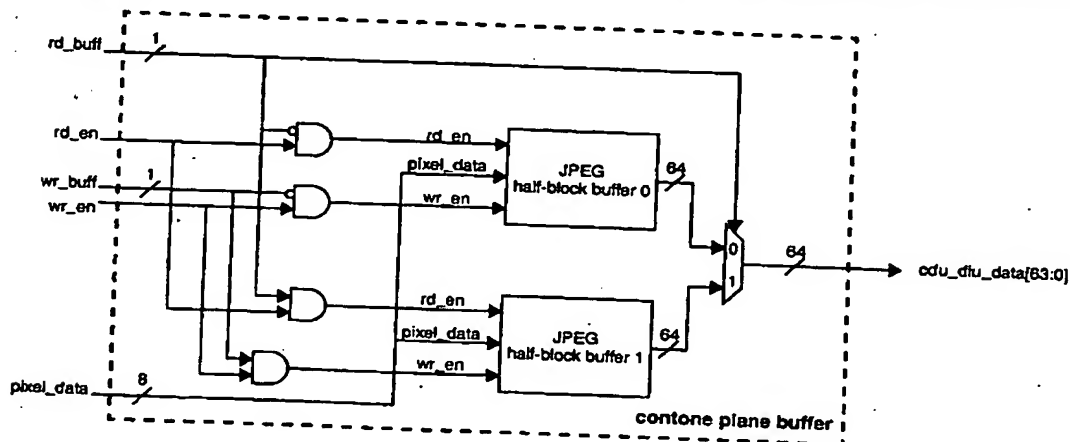 rd_buff
1
rd_en
rd_en
pixel_data
JPEG
half-block buffer 0
64
wr_buff
1
wr_en
wr_en
0
64
cdu_diu_data[63:0]
1
rd_en
pixel_data
JPEG
half-block buffer 1
64
wr_en
pixel_data
8
contone plane buffer